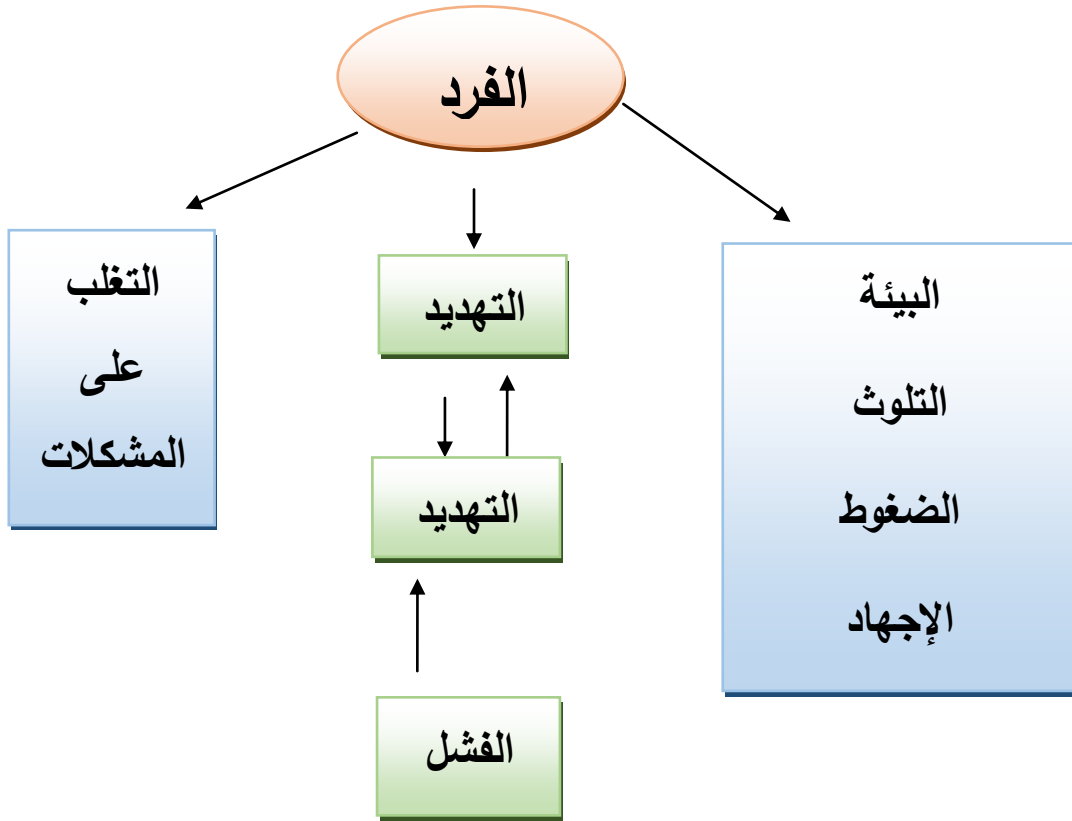 الفرد
البيئة
التلوث
الضغوط
الإجهاد
التهديد
التهديد
الفشل
التغلب
على
المشكلات